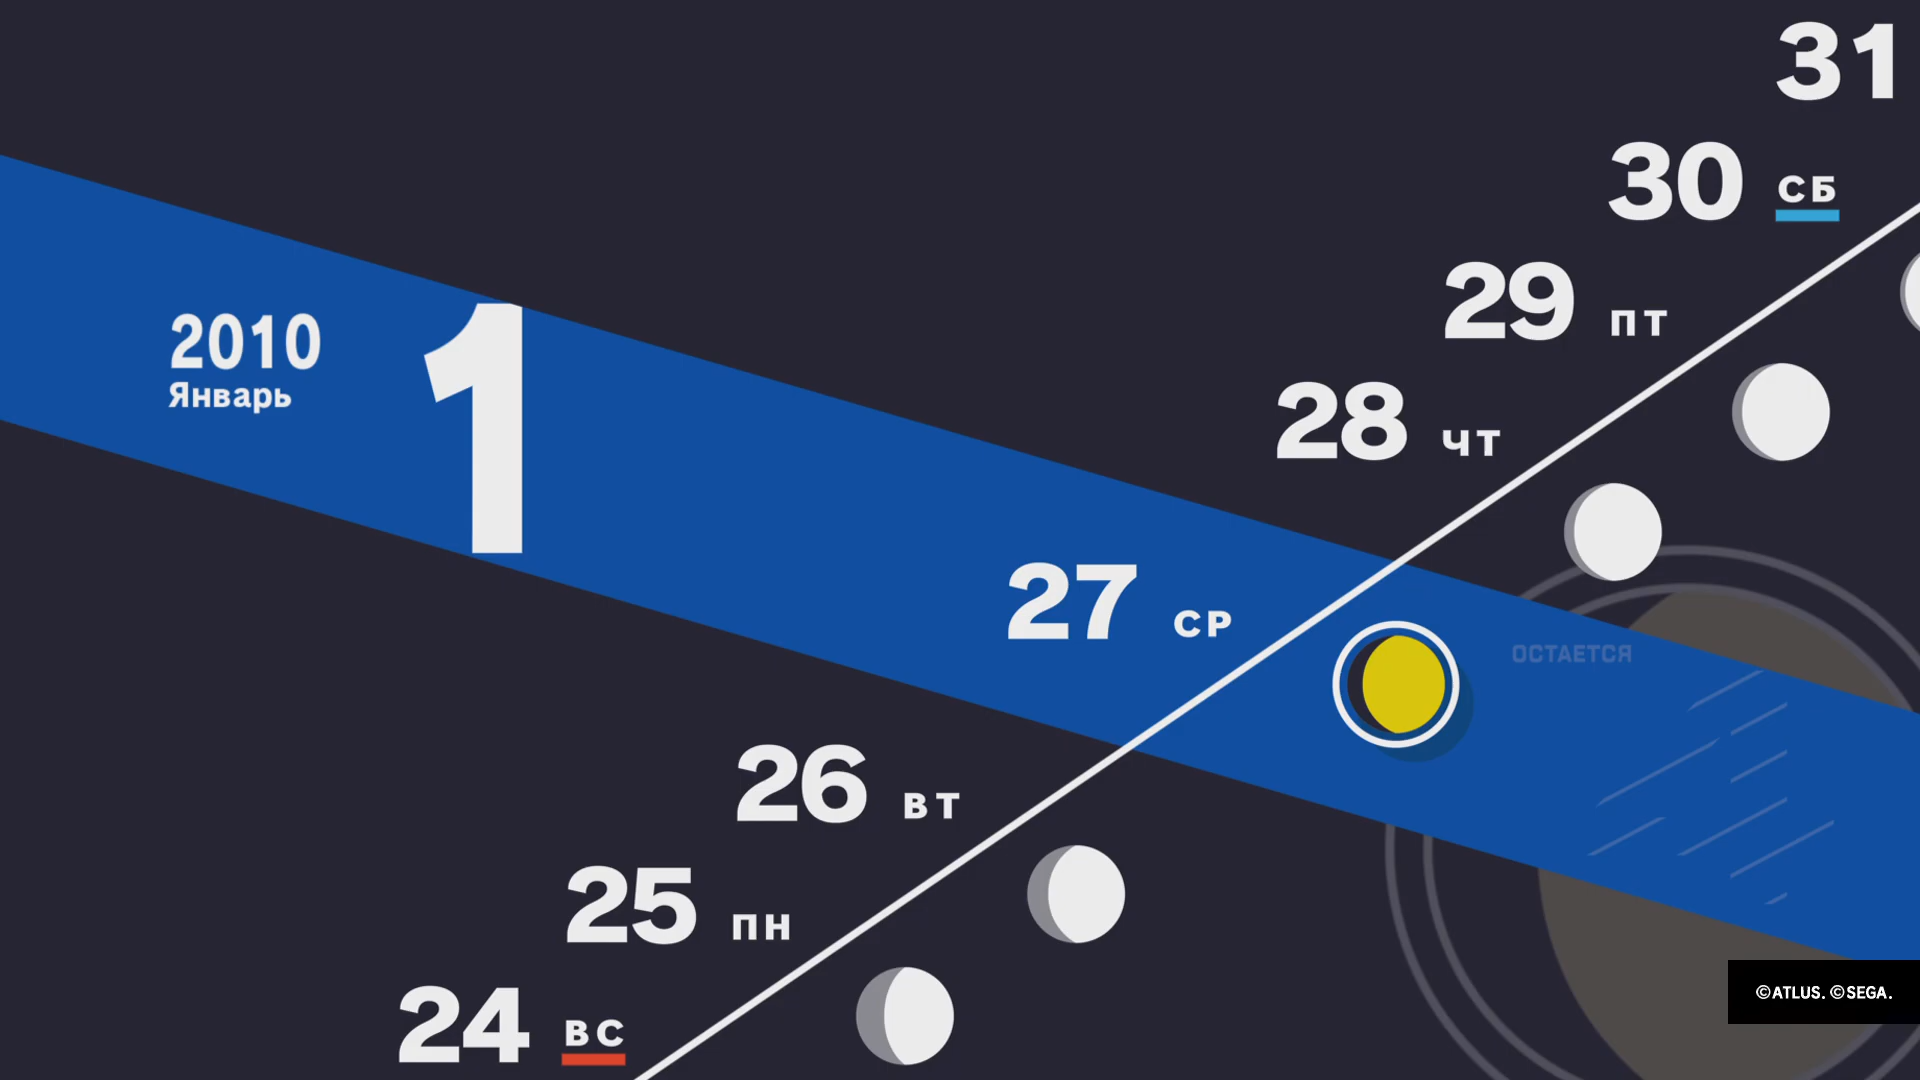 31
30 СБ
29 ПТ
28 ЧТ
2010
Январь
1
27 СР
ОСТАЕТСЯ
26 ВТ
25 ПН
24 ВС
©ATLUS. ©SEGA.